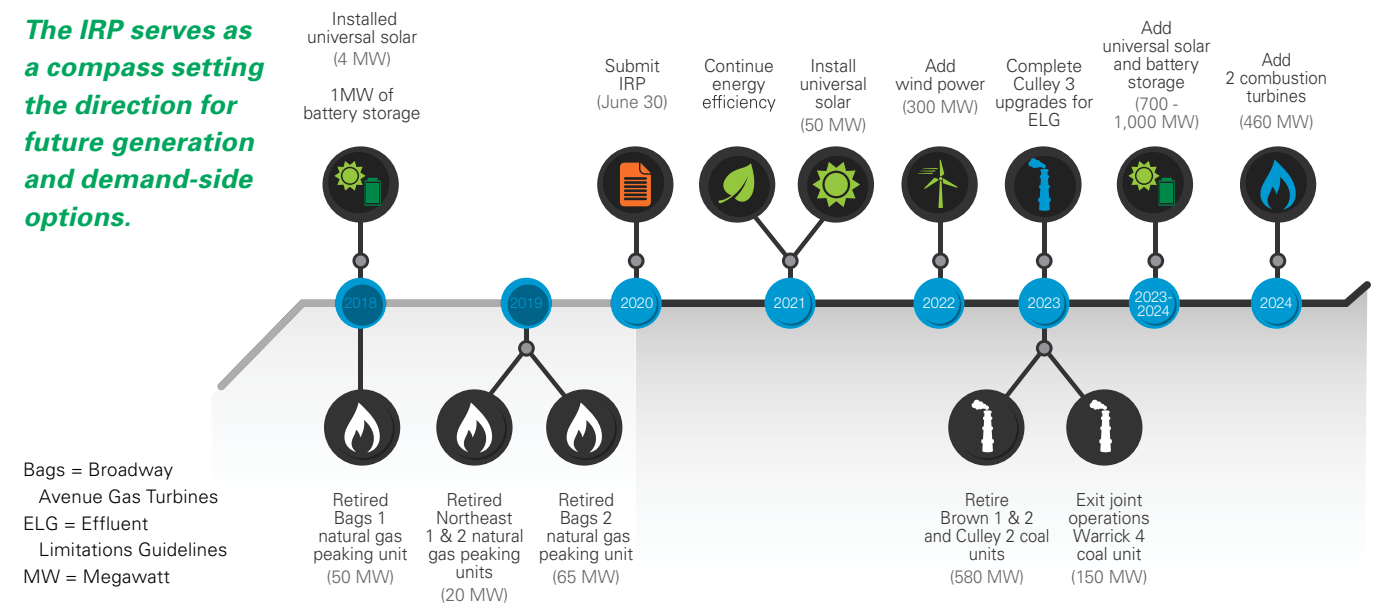 The IRP serves as
a compass setting
the direction for
future generation
and demand-side
options.
Installed
universal solar
(4 MW)
1MW of
battery storage
Submit
IRP
(June 30)
Continue
energy
efficiency
Install
universal
solar
(50 MW)
Add
wind power
(300 MW)
Complete
Culley 3
upgrades for
ELG
Add
universal solar
and battery
storage
(700 -
1,000 MW)
Add
2 combustion
turbines
(460 MW)
2018
2019
2020
2021
2022
2023
2023-
2024
2024
Retired
Bags 1
natural gas
peaking unit
(50 MW)
Retired
Northeast
1 & 2 natural
gas peaking
units
(20 MW)
Retired
Bags 2
natural gas
peaking unit
(65 MW)
Retire
Brown 1 & 2
and Culley 2 coal
units
(580 MW)
Exit joint
operations
Warrick 4
coal unit
(150 MW)
Bags = Broadway
Avenue Gas Turbines
ELG = Effluent
Limitations Guidelines
MW = Megawatt